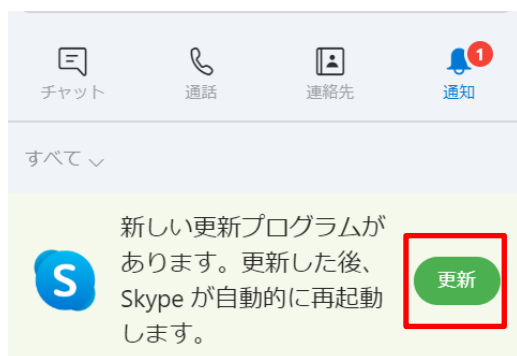 1
チャット 通話 連絡先 通知
すべて
新しい更新プログラムが
あります。更新した後、
Skype が自動的に再起動
します。
更新
S